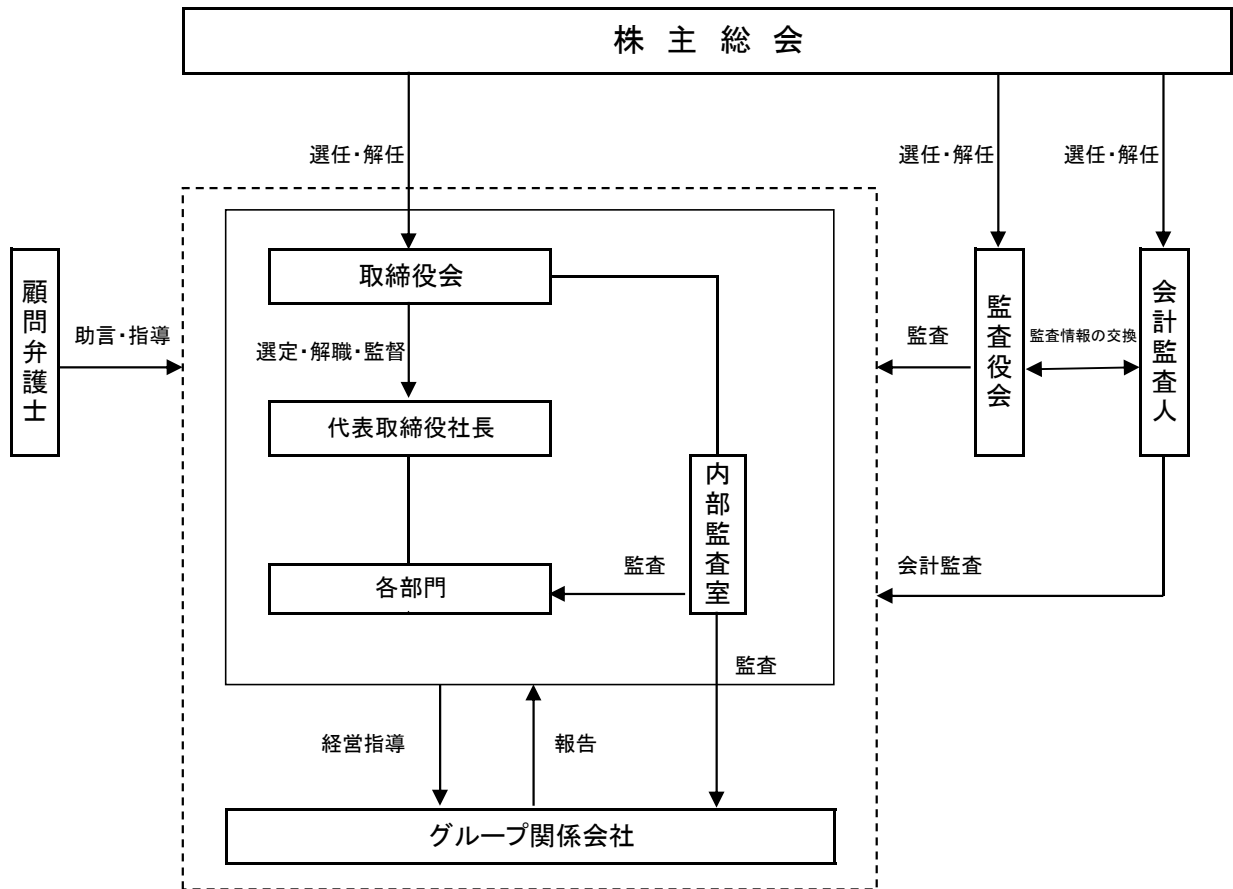 株主総会
選任・解任
選任・解任
選任・解任
取締役会
顧問弁護士
助言・指導
選定・解職・監督
監査
監査役会
監査情報の交換
会計監査人
代表取締役社長
内部監査室
各部門
監査
会計監査
監査
経営指導
報告
グループ関係会社